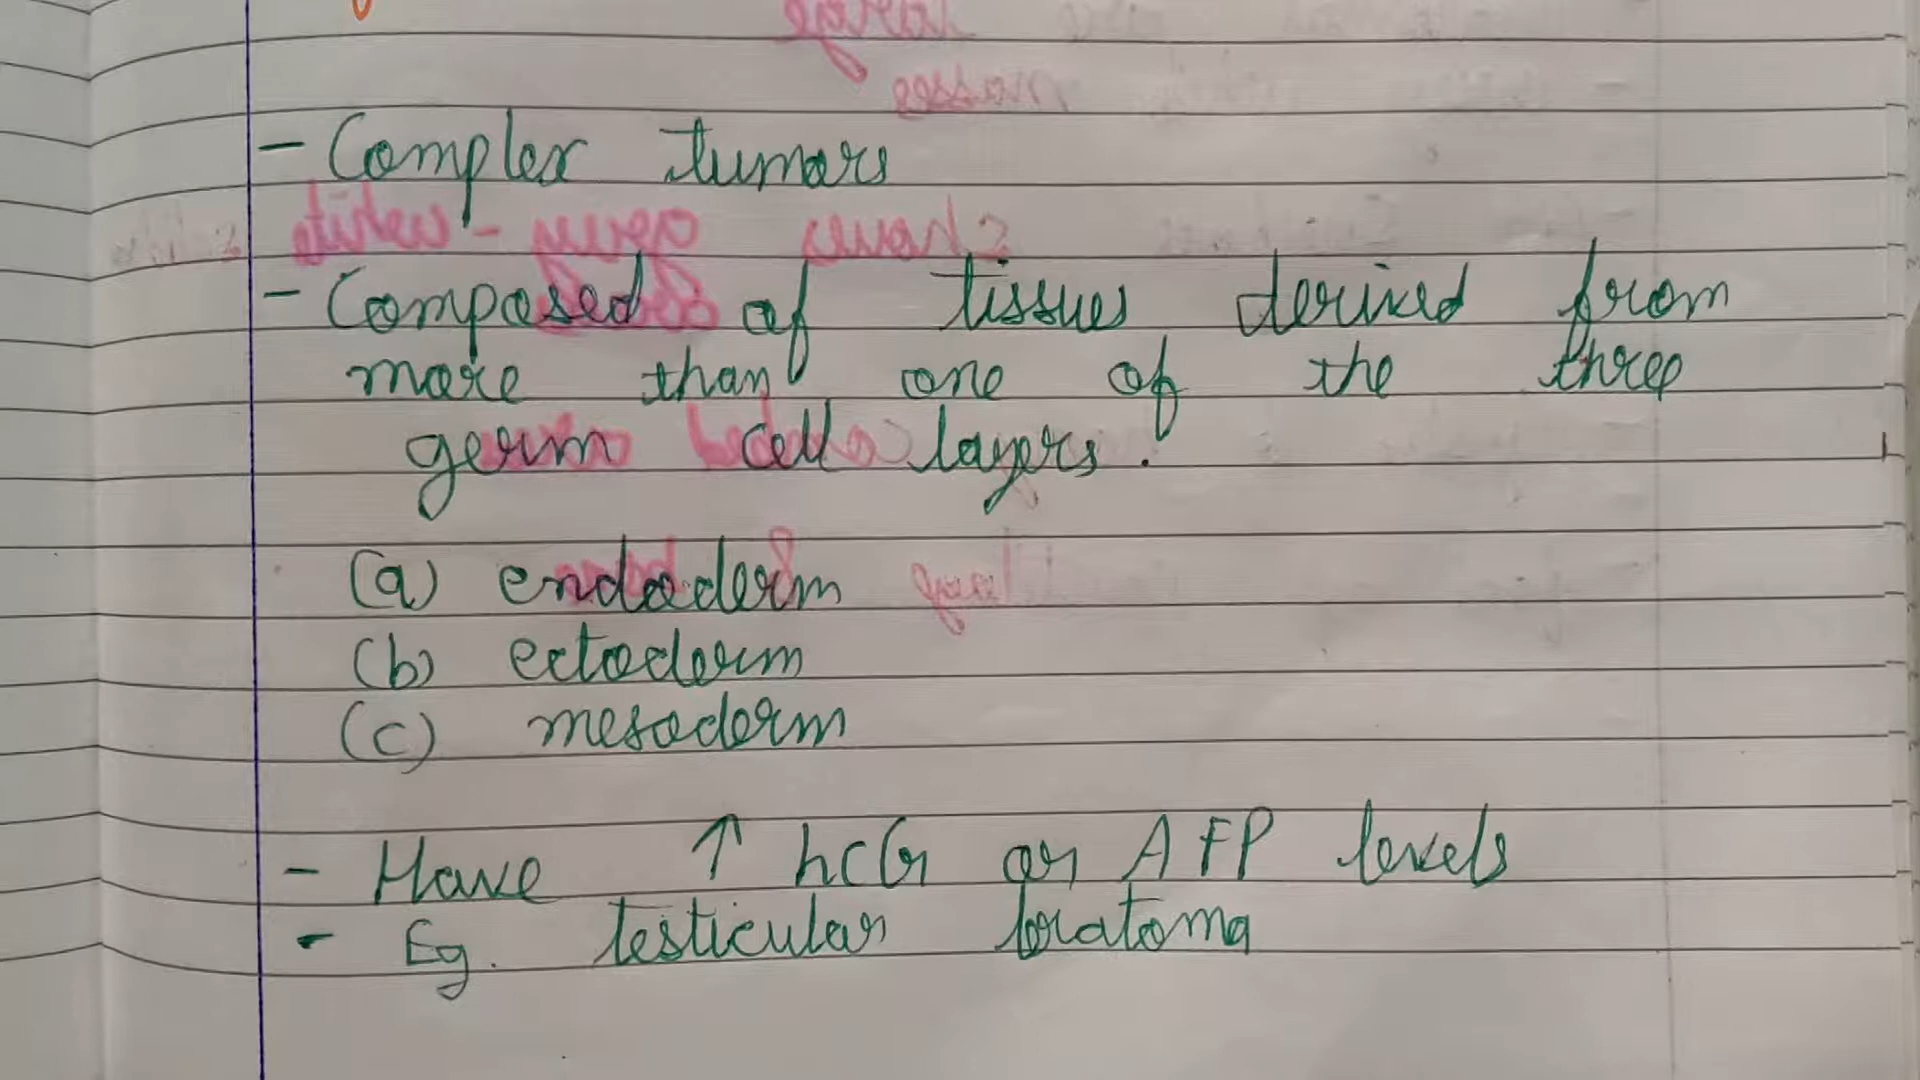 - Complex tumors
- Composed of tissues derived from
more than one of the three
germ cell layers.
(a) endoderm
(b) ectoderm
(c) mesoderm
- Have ↑ hCG or AFP levels
- Eg. testicular teratoma